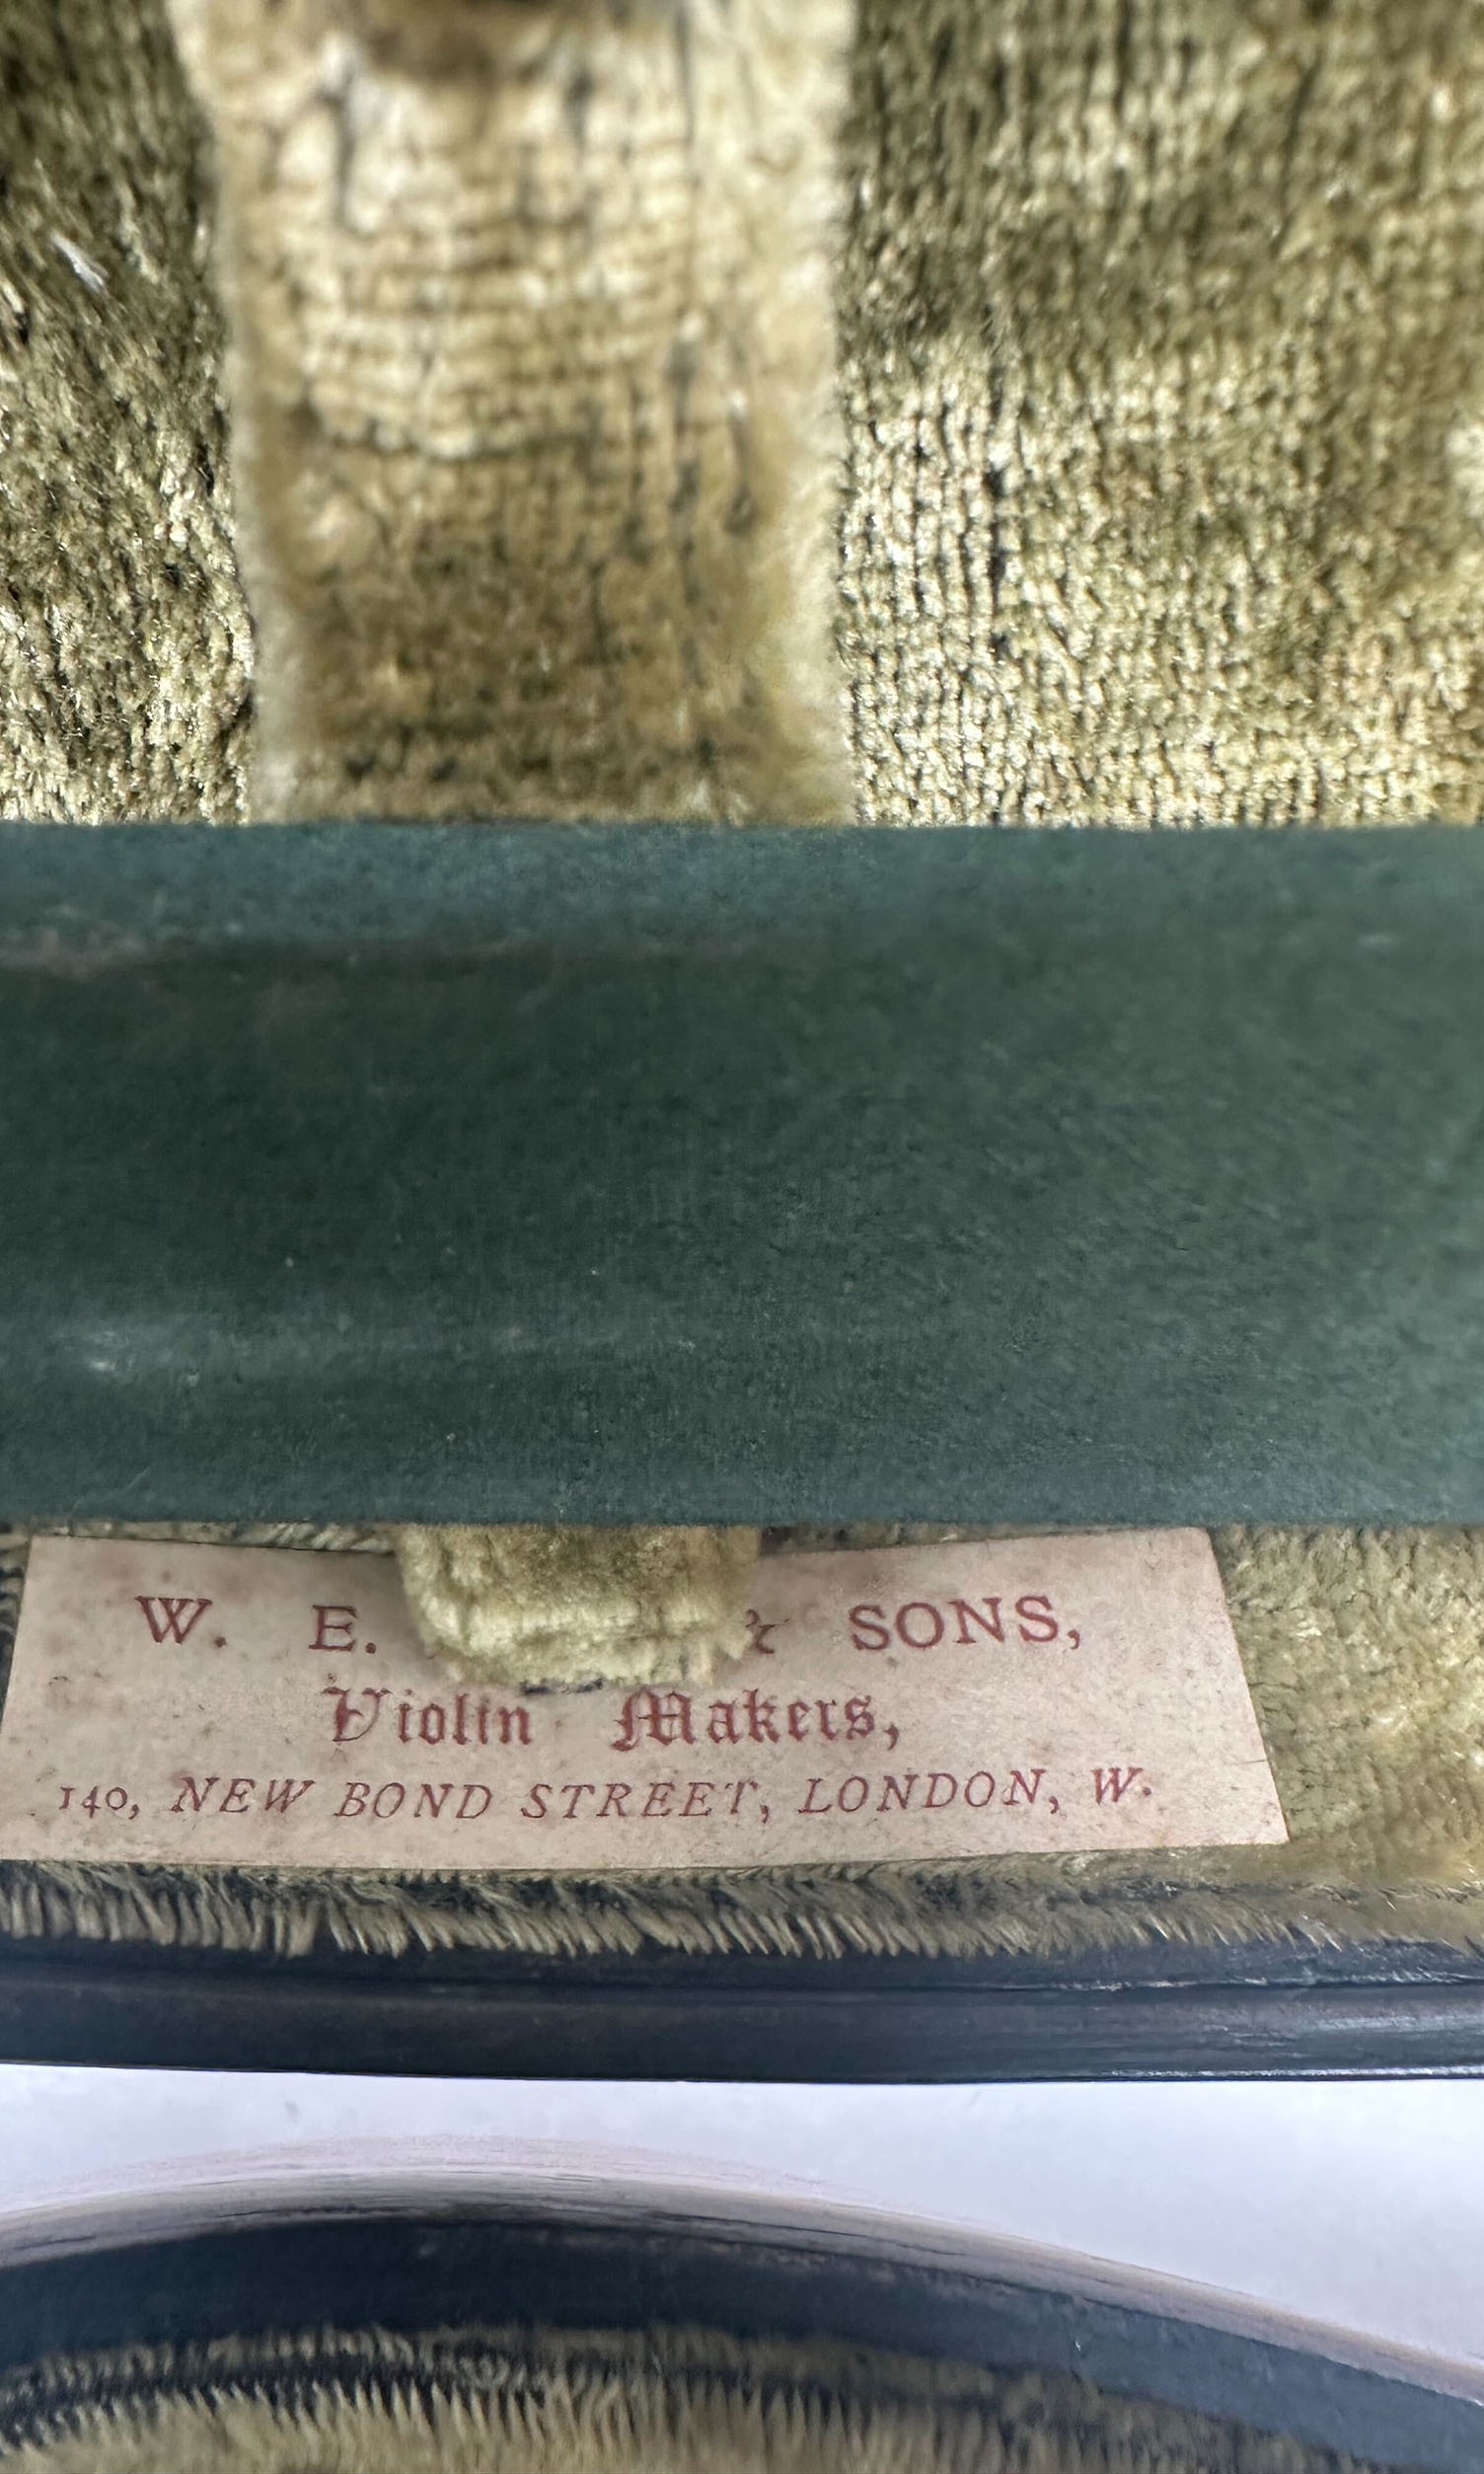 W. E. & SONS,
Violin Makers,
140, NEW BOND STREET, LONDON, W.